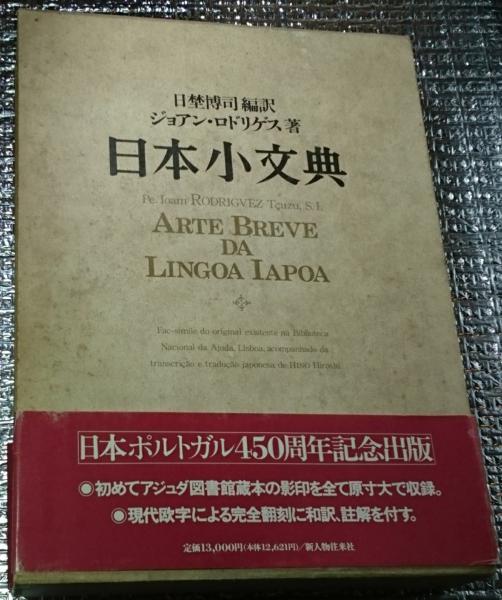 日埜博司編訳
ジョアン・ロドリゲス著
日本小文典
Pe. Ioam RODRIGVEZ Tçuzu, S. I.
ARTE BREVE
DA
LINGOA IAPOA
Fac-simile do original existente na Biblioteca
Nacional da Ajuda, Lisboa, acompanhado da
transcrição e tradução japonesa de HINO Hiroshi
日本ポルトガル450周年記念出版
●初めてアジュダ図書館蔵本の影印を全て原寸大で収録。
●現代欧字による完全翻刻に和訳、註解を付す。
定価13,000円(本体12,621円)/新人物往来社